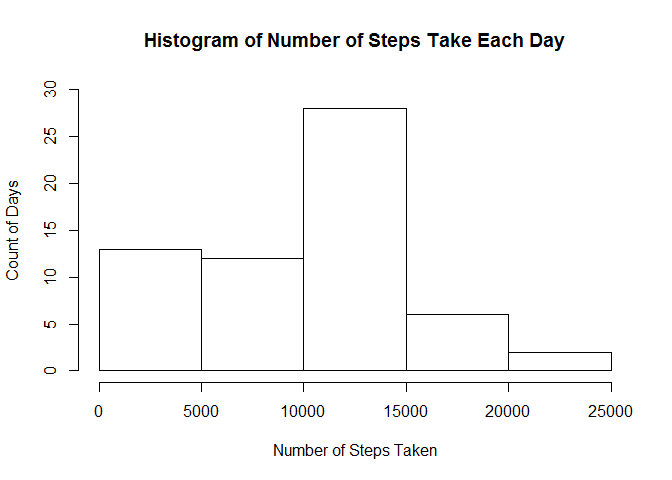 Histogram of Number of Steps Take Each Day
Count of Days
30
25
20
15
10
5
0
0 5000 10000 15000 20000 25000
Number of Steps Taken